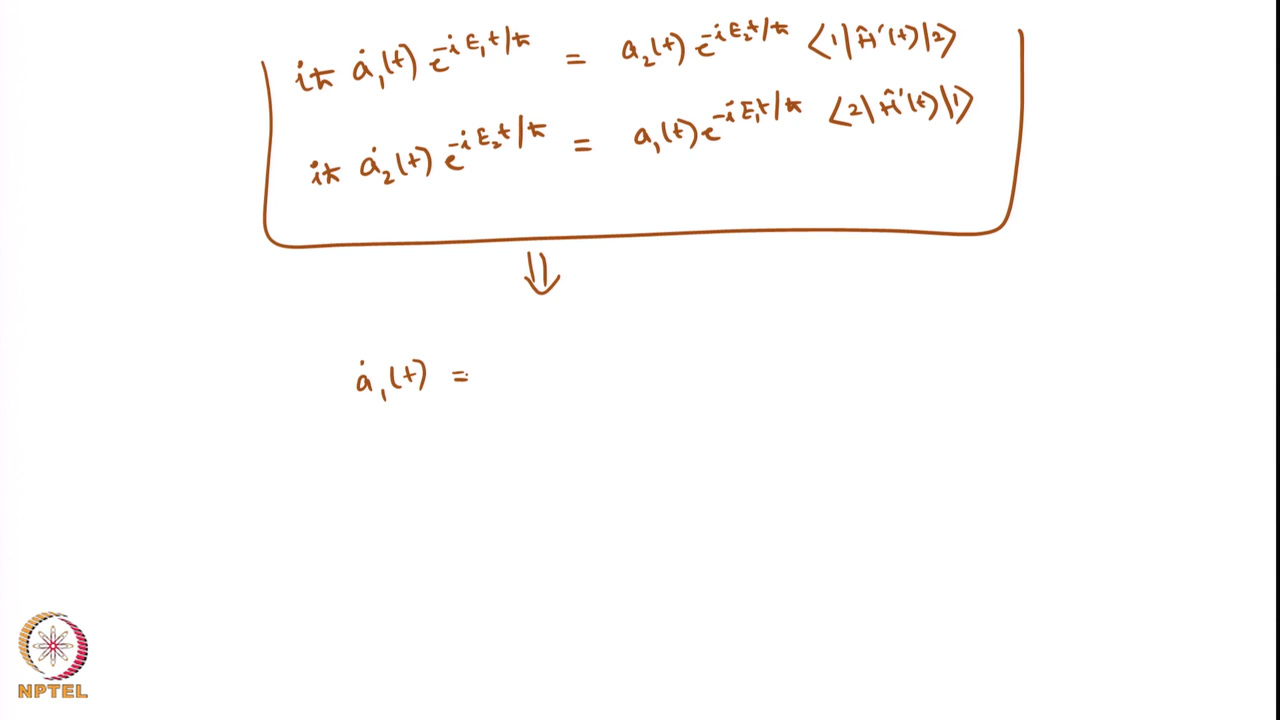 iħ ȧ₁(t) e^{-iE₁t/ħ} = a₂(t) e^{-iE₂t/ħ} ⟨1|Ĥ'(t)|2⟩
iħ ȧ₂(t) e^{-iE₂t/ħ} = a₁(t) e^{-iE₁t/ħ} ⟨2|Ĥ'(t)|1⟩
⇓
ȧ₁(t) =
NPTEL